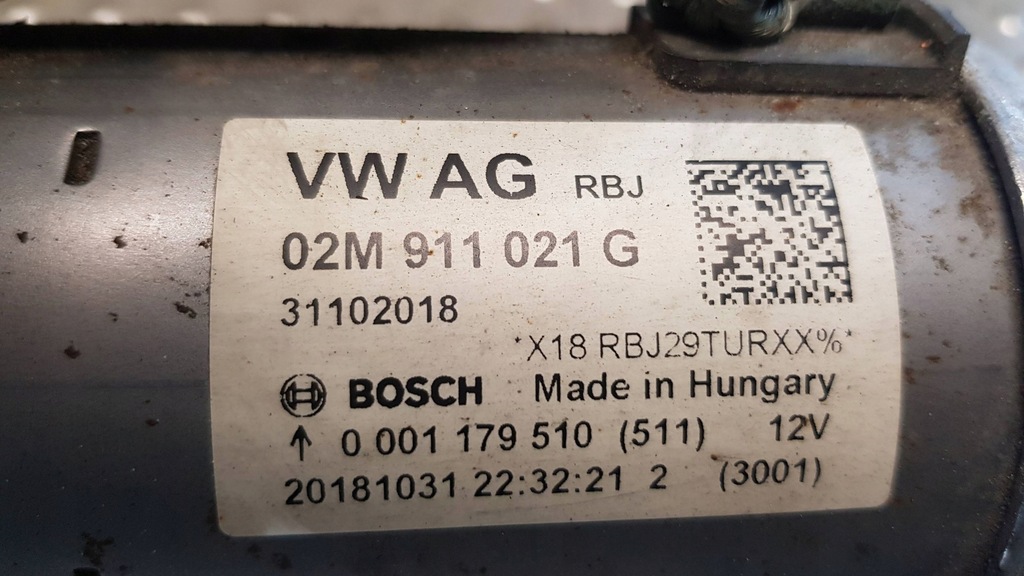 VW AG RBJ
02M 911 021 G
31102018
*X18 RBJ29TURXX%*
BOSCH Made in Hungary
↑ 0 001 179 510 (511) 12V
20181031 22:32:21 2 (3001)